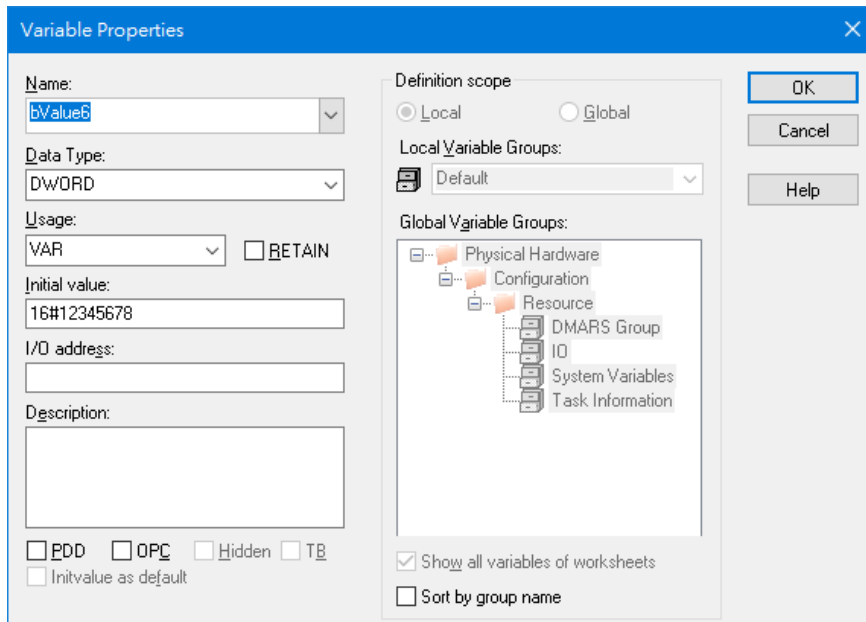 Variable Properties
Name:
bValue6
Data Type:
DWORD
Usage:
VAR
RETAIN
Initial value:
16#12345678
I/O address:
Description:
PDD
OPC
Hidden
TB
Initvalue as default
Definition scope
Local
Global
Local Variable Groups:
Default
Global Variable Groups:
Physical Hardware
Configuration
Resource
DMARS Group
IO
System Variables
Task Information
Show all variables of worksheets
Sort by group name
OK
Cancel
Help